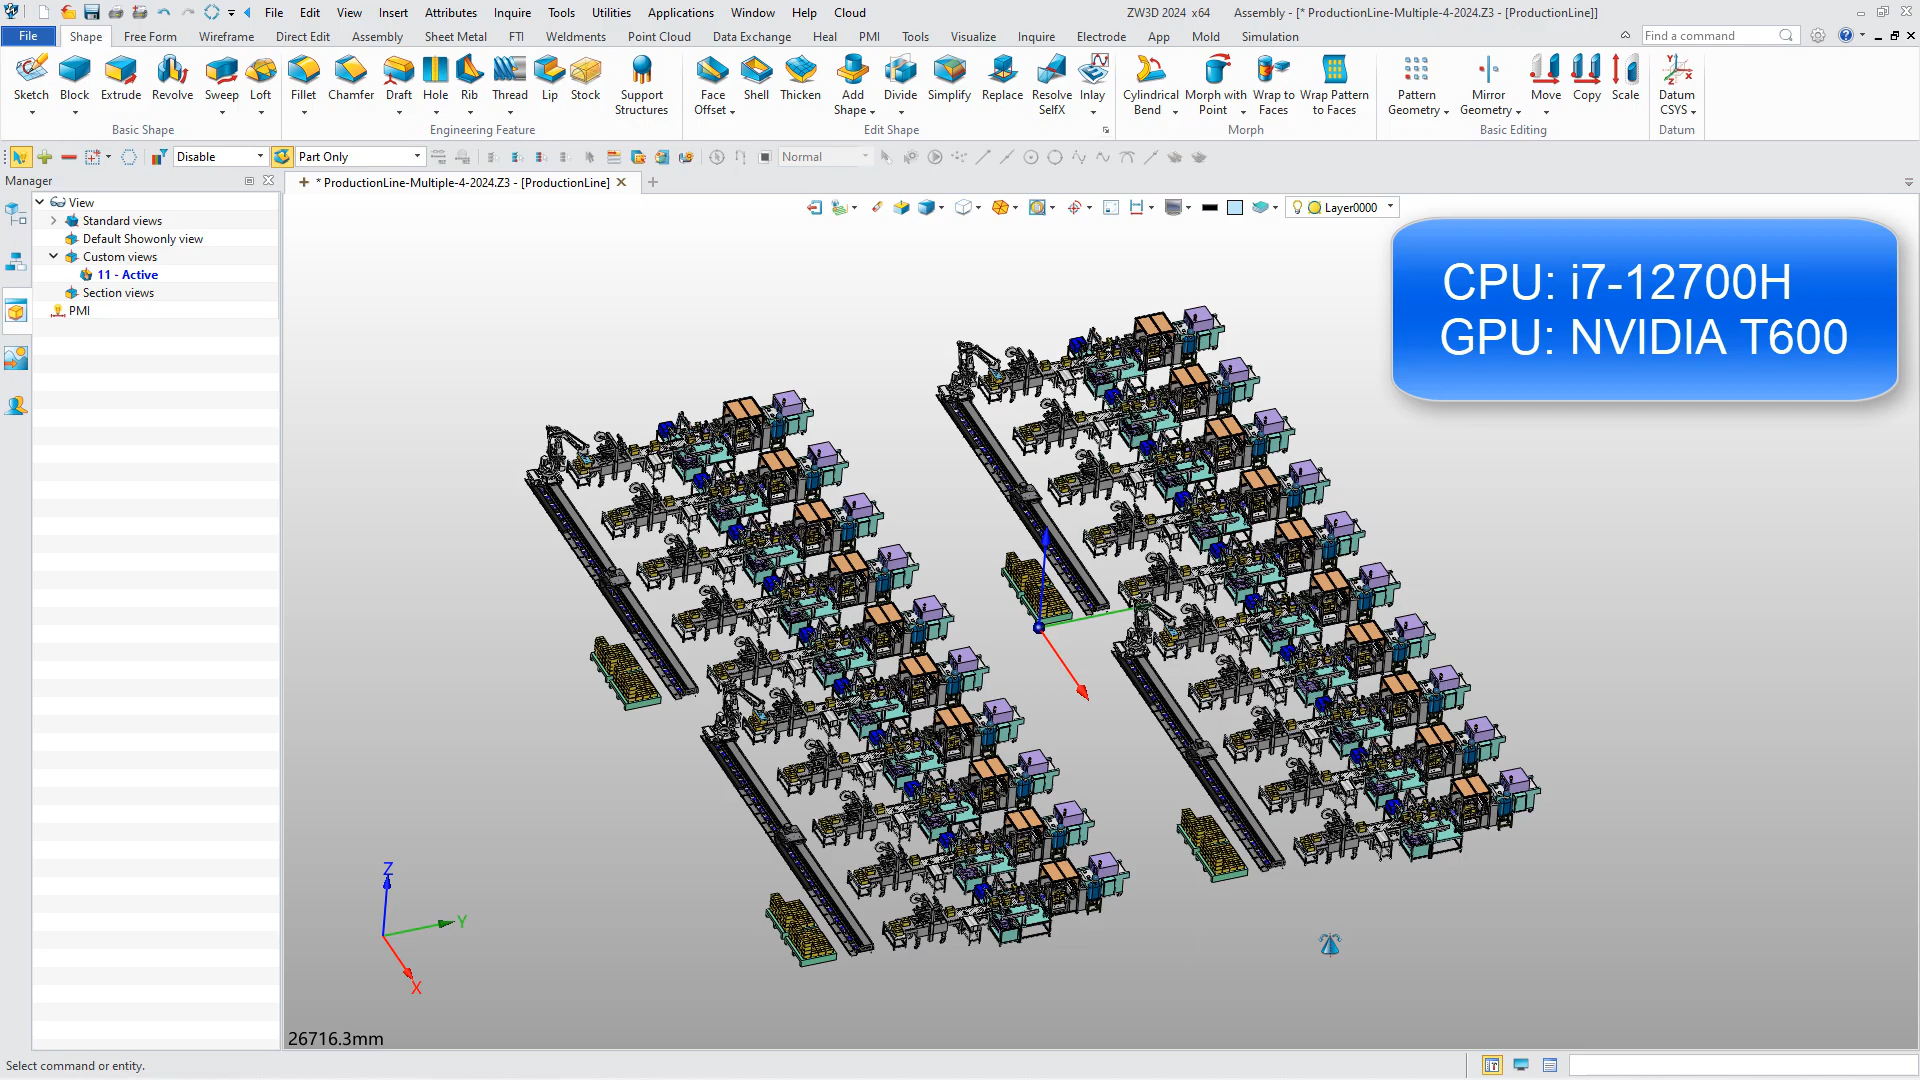 File Edit View Insert Attributes Inquire Tools Utilities Applications Window Help Cloud
ZW3D 2024 x64 Assembly - [* ProductionLine-Multiple-4-2024.Z3 - [ProductionLine]]
File Shape Free Form Wireframe Direct Edit Assembly Sheet Metal FTI Weldments Point Cloud Data Exchange Heal PMI Tools Visualize Inquire Electrode App Mold Simulation Find a command
Sketch Block Extrude Revolve Sweep Loft Fillet Chamfer Draft Hole Rib Thread Lip Stock Support Structures Face Offset Shell Thicken Add Shape Divide Simplify Replace Resolve SelfX Inlay Cylindrical Bend Morph with Point Wrap to Faces Wrap Pattern to Faces Pattern Geometry Mirror Geometry Move Copy Scale Datum CSYS
Basic Shape Engineering Feature Edit Shape Morph Basic Editing Datum
Disable Part Only Normal
Manager
* ProductionLine-Multiple-4-2024.Z3 - [ProductionLine]
View
Standard views
Default Showonly view
Custom views
11 - Active
Section views
PMI
Layer0000
CPU: i7-12700H
GPU: NVIDIA T600
Z
Y
X
26716.3mm
Select command or entity.